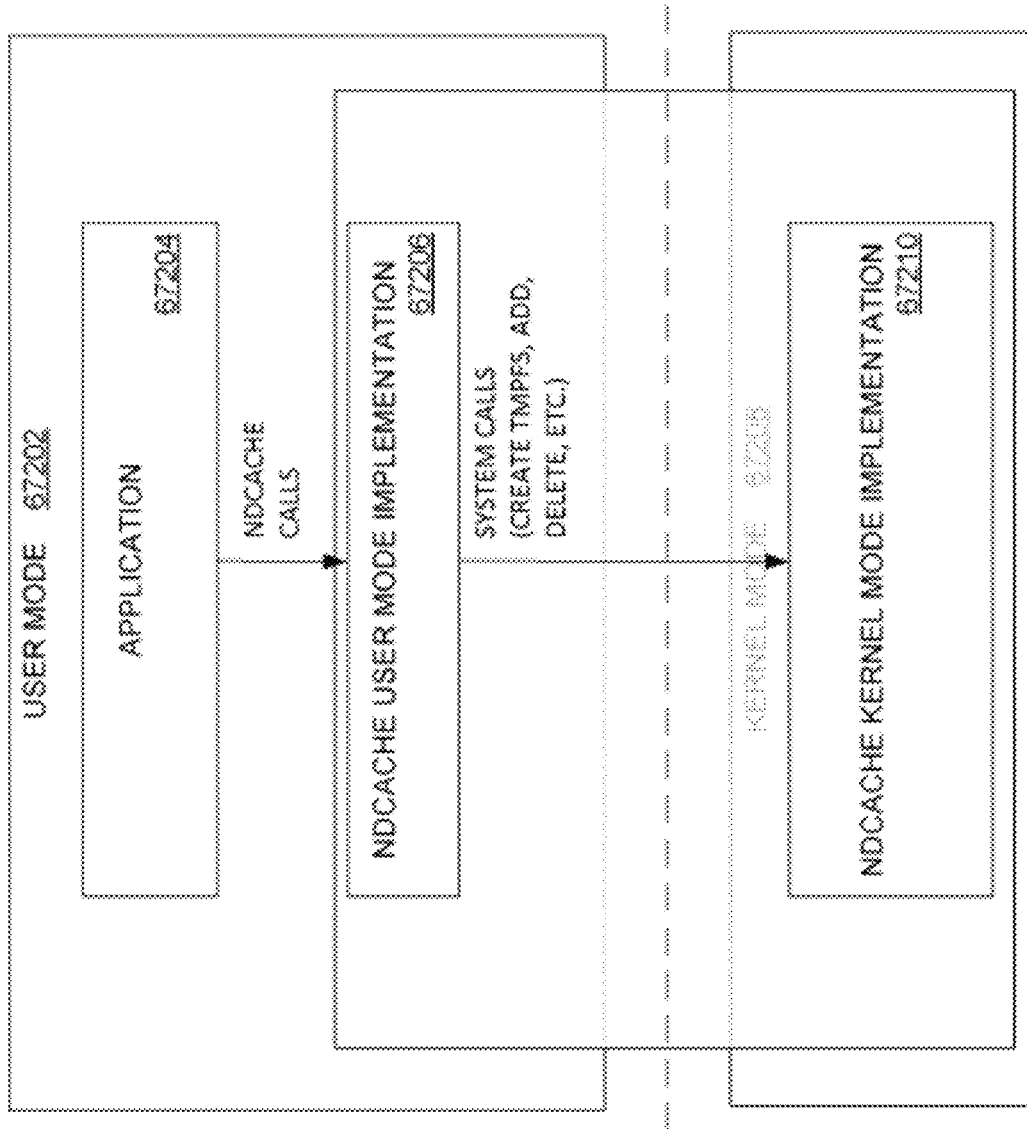 USER MODE 67202
APPLICATION
67204
NDCACHE
CALLS
NDCACHE USER MODE IMPLEMENTATION
67206
SYSTEM CALLS
(CREATE TMPFS, ADD,
DELETE, ETC.)
KERNEL MODE
NDCACHE KERNEL MODE IMPLEMENTATION
67210